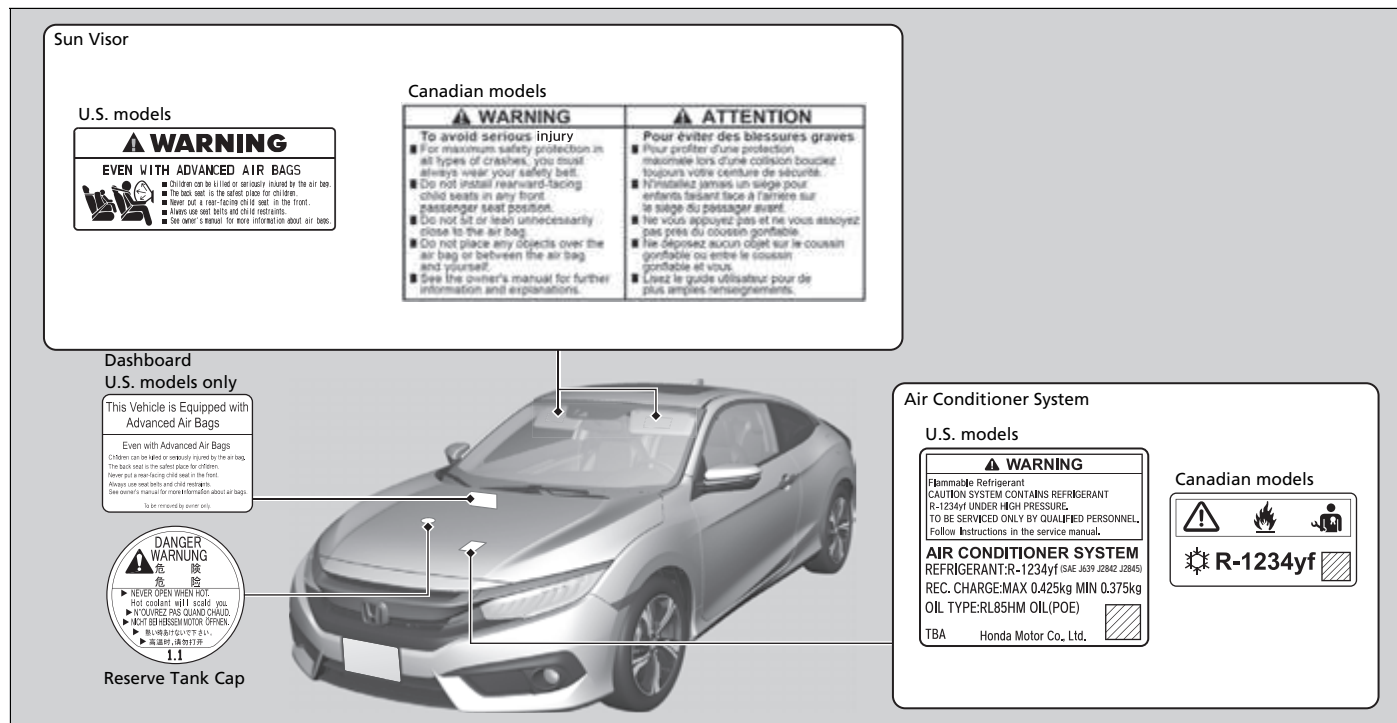 Sun Visor
U.S. models
WARNING
EVEN WITH ADVANCED AIR BAGS
■ Children can be killed or seriously injured by the air bag.
■ The back seat is the safest place for children.
■ Never put a rear-facing child seat in the front.
■ Always use seat belts and child restraints.
■ See owner's manual for more information about air bags.
Canadian models
WARNING
To avoid serious injury
■ For maximum safety protection in
all types of crashes, you must
always wear your safety belt.
■ Do not install rearward-facing
child seats in any front
passenger seat position.
■ Do not sit or lean unnecessarily
close to the air bag.
■ Do not place any objects over the
air bag or between the air bag
and yourself.
■ See the owner's manual for further
information and explanations.
ATTENTION
Pour éviter des blessures graves
■ Pour profiter d'une protection
maximale lors d'une collision bouclez
toujours votre ceinture de sécurité.
■ N'installez jamais un siège pour
enfants faisant face à l'arrière sur
le siège du passager avant.
■ Ne vous appuyez pas et ne vous assoyez
pas près du coussin gonflable.
■ Ne déposez aucun objet sur le coussin
gonflable ou entre le coussin
gonflable et vous.
■ Lisez le guide utilisateur pour de
plus amples renseignements.
Dashboard
U.S. models only
This Vehicle is Equipped with
Advanced Air Bags
Even with Advanced Air Bags
Children can be killed or seriously injured by the air bag.
The back seat is the safest place for children.
Never put a rear-facing child seat in the front.
Always use seat belts and child restraints.
See owner's manual for more information about air bags.
To be removed by owner only.
DANGER
WARNUNG
危 険
危 险
▶ NEVER OPEN WHEN HOT.
Hot coolant will scald you.
▶ N'OUVREZ PAS QUAND CHAUD.
▶ NICHT BEI HEISSEM MOTOR ÖFFNEN.
▶ 熱い時あけないで下さい。
▶ 高温时,请勿打开
1.1
Reserve Tank Cap
Air Conditioner System
U.S. models
WARNING
Flammable Refrigerant
CAUTION SYSTEM CONTAINS REFRIGERANT
R-1234yf UNDER HIGH PRESSURE.
TO BE SERVICED ONLY BY QUALIFIED PERSONNEL.
Follow Instructions in the service manual.
AIR CONDITIONER SYSTEM
REFRIGERANT:R-1234yf (SAE J639 J2842 J2845)
REC. CHARGE:MAX 0.425kg MIN 0.375kg
OIL TYPE:RL85HM OIL(POE)
TBA Honda Motor Co., Ltd.
Canadian models
R-1234yf